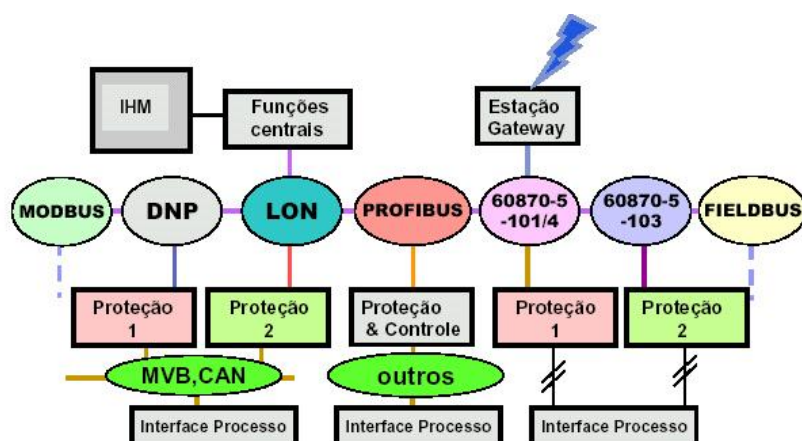 IHM
Funções
centrais
Estação
Gateway
MODBUS
DNP
LON
PROFIBUS
60870-5
-101/4
60870-5
-103
FIELDBUS
Proteção
1
Proteção
2
Proteção
& Controle
Proteção
1
Proteção
2
MVB,CAN
outros
Interface Processo
Interface Processo
Interface Processo